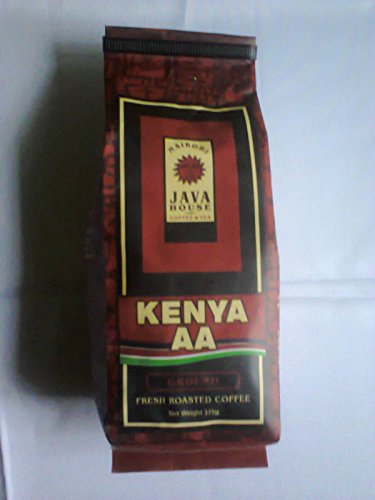 NAIROBI
JAVA
HOUSE
COFFEE & TEA
KENYA
AA
GROUND
FRESH ROASTED COFFEE
Net Weight 375g